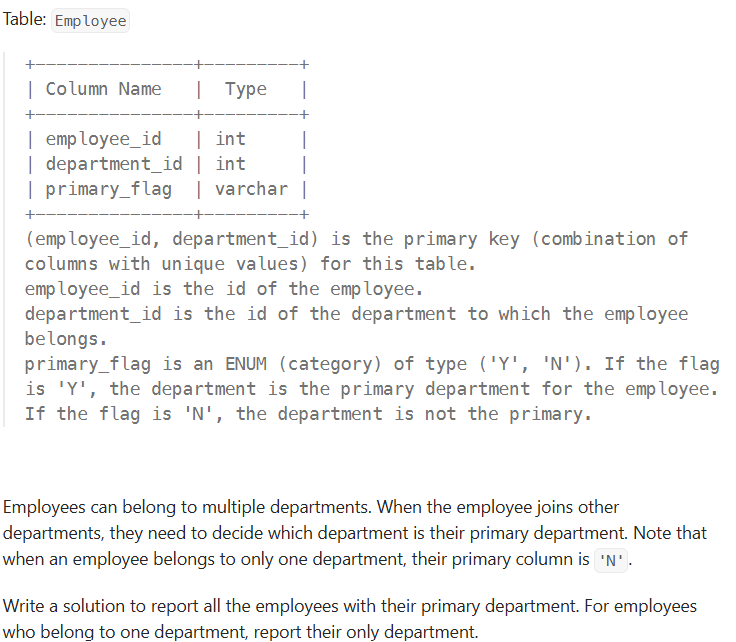 Table: Employee
+---------------+---------+
| Column Name   |  Type   |
+---------------+---------+
| employee_id   | int     |
| department_id | int     |
| primary_flag  | varchar |
+---------------+---------+
(employee_id, department_id) is the primary key (combination of
columns with unique values) for this table.
employee_id is the id of the employee.
department_id is the id of the department to which the employee
belongs.
primary_flag is an ENUM (category) of type ('Y', 'N'). If the flag
is 'Y', the department is the primary department for the employee.
If the flag is 'N', the department is not the primary.
Employees can belong to multiple departments. When the employee joins other
departments, they need to decide which department is their primary department. Note that
when an employee belongs to only one department, their primary column is 'N'.
Write a solution to report all the employees with their primary department. For employees
who belong to one department, report their only department.